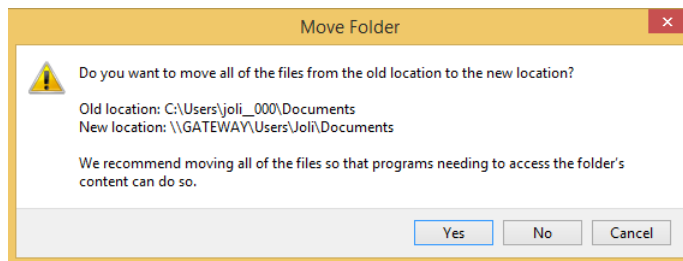 Move Folder
Do you want to move all of the files from the old location to the new location?
Old location: C:\Users\joli_000\Documents
New location: \\GATEWAY\Users\Joli\Documents
We recommend moving all of the files so that programs needing to access the folder's
content can do so.
Yes No Cancel